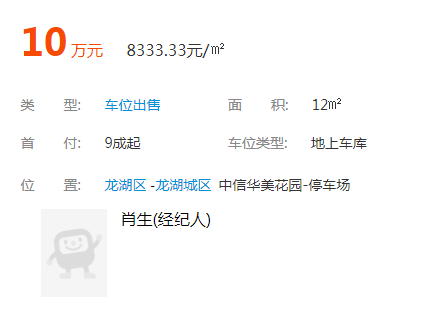 10 万元 8333.33元/㎡
类 型: 车位出售 面 积: 12㎡
首 付: 9成起 车位类型: 地上车库
位 置: 龙湖区 -龙湖城区 中信华美花园-停车场
肖生(经纪人)